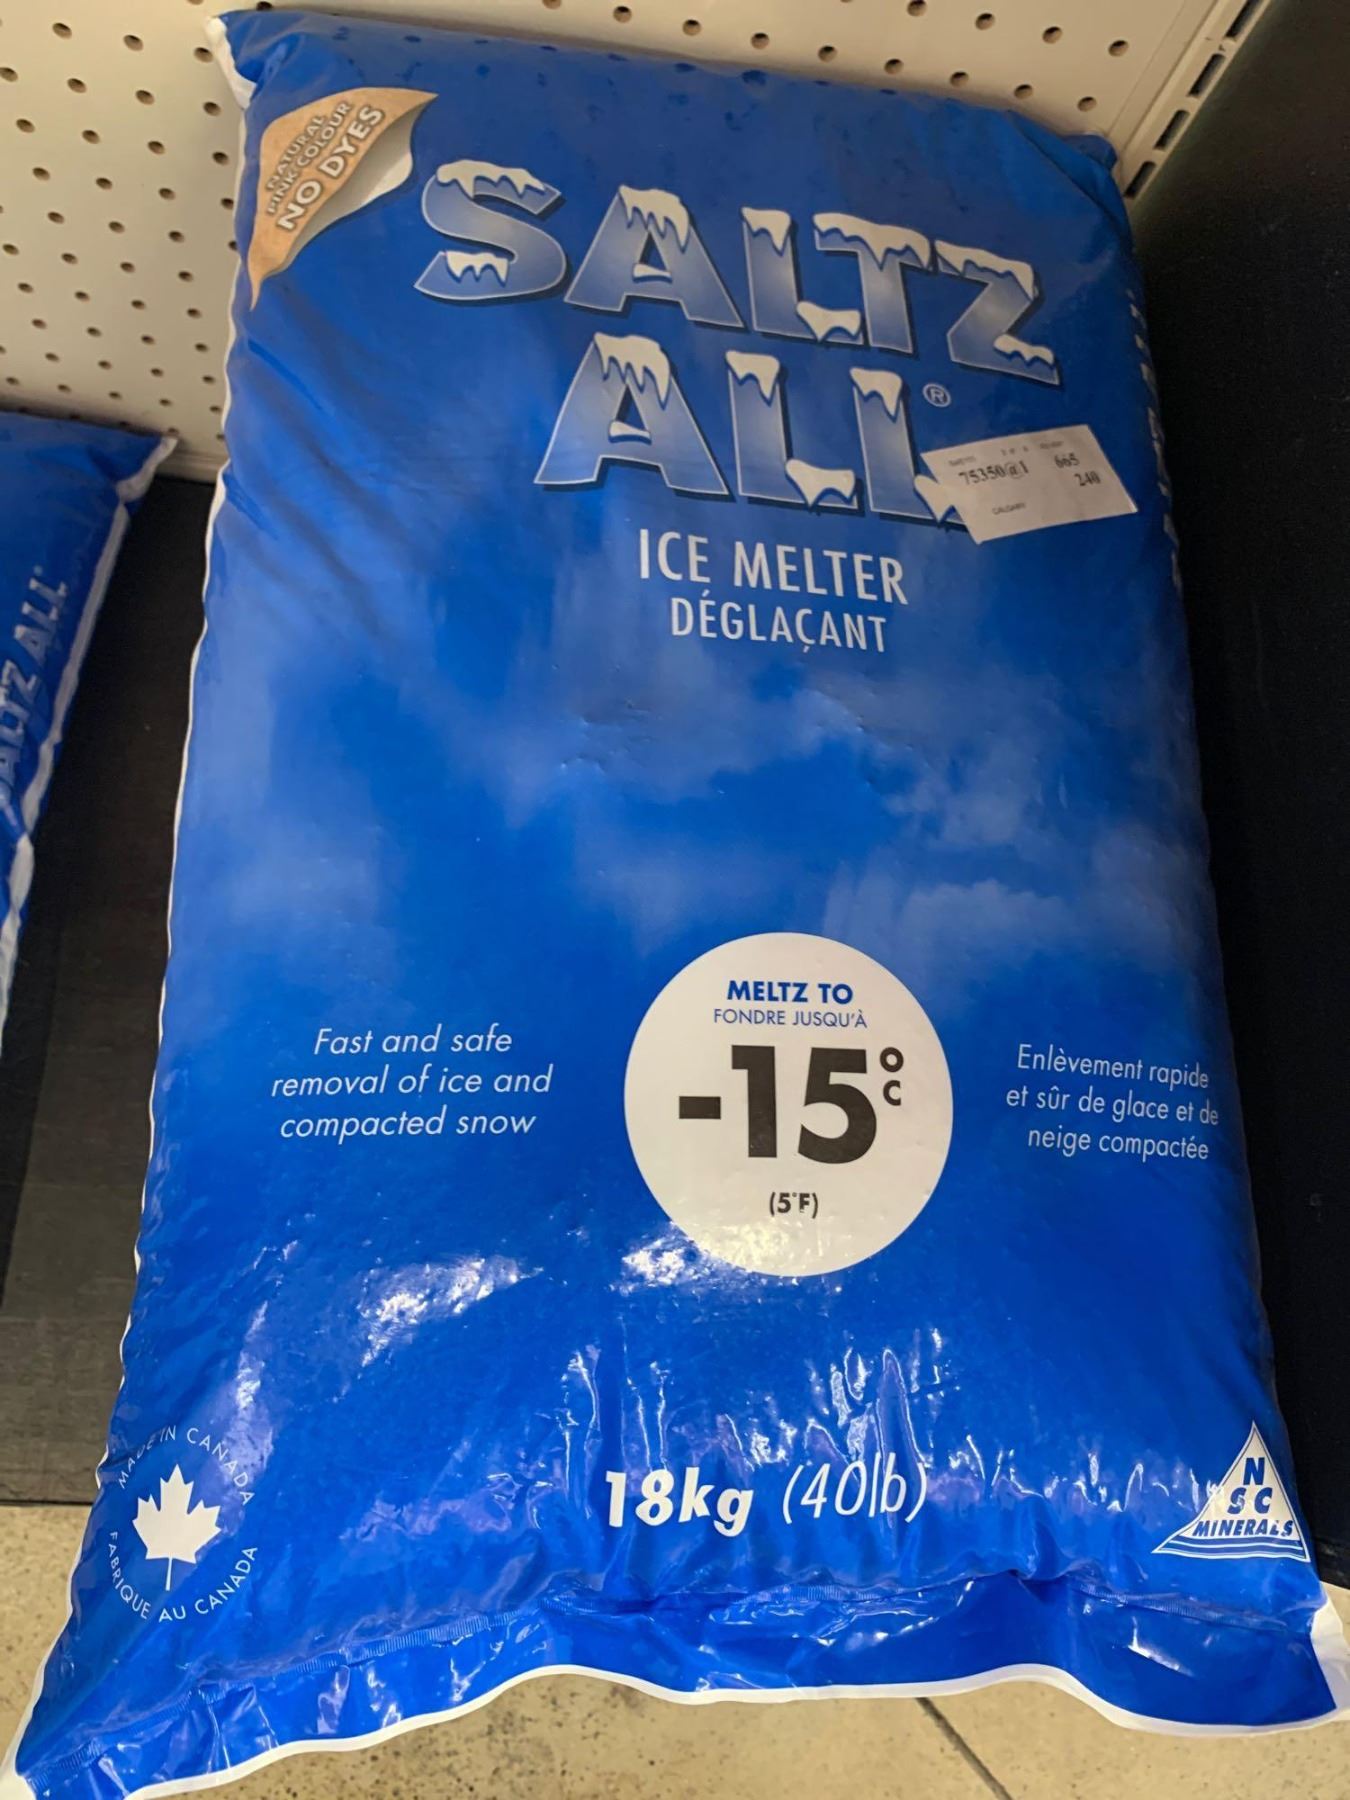 NATURAL
PINK COLOUR
NO DYES
SALTZ
ALL®
75350@1 665
240
CALGARY
ICE MELTER
DÉGLAÇANT
SALTZ ALL
MELTZ TO
FONDRE JUSQU'À
-15°C
(5°F)
Fast and safe
removal of ice and
compacted snow
Enlèvement rapide
et sûr de glace et de
neige compactée
MADE IN CANADA
FABRIQUE AU CANADA
18kg (40lb)
N
SC
MINERALS